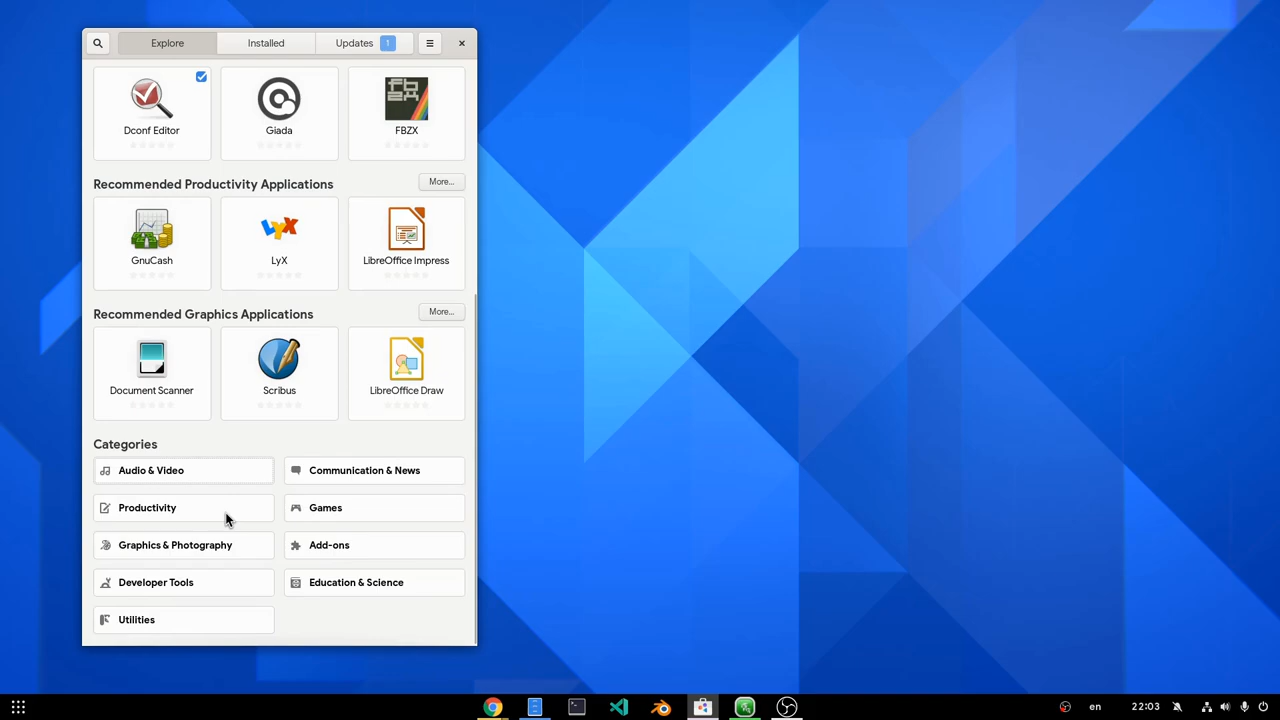 Explore Installed Updates 1
Dconf Editor Giada FBZX
Recommended Productivity Applications More...
GnuCash LyX LibreOffice Impress
Recommended Graphics Applications More...
Document Scanner Scribus LibreOffice Draw
Categories
Audio & Video Communication & News
Productivity Games
Graphics & Photography Add-ons
Developer Tools Education & Science
Utilities
en 22:03